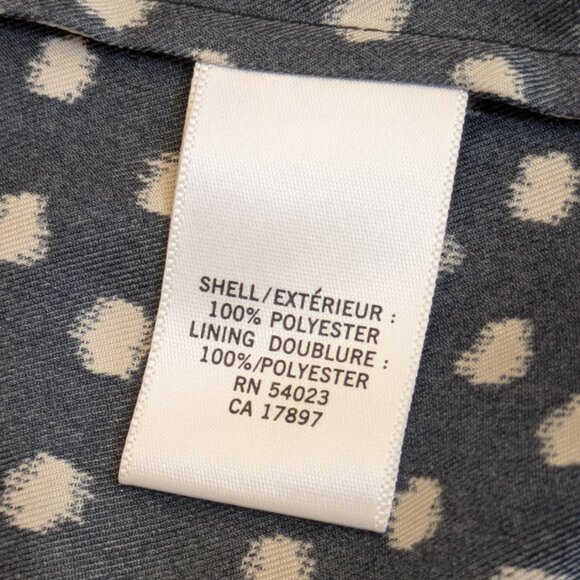 SHELL/EXTÉRIEUR :
100% POLYESTER
LINING DOUBLURE :
100%/POLYESTER
RN 54023
CA 17897